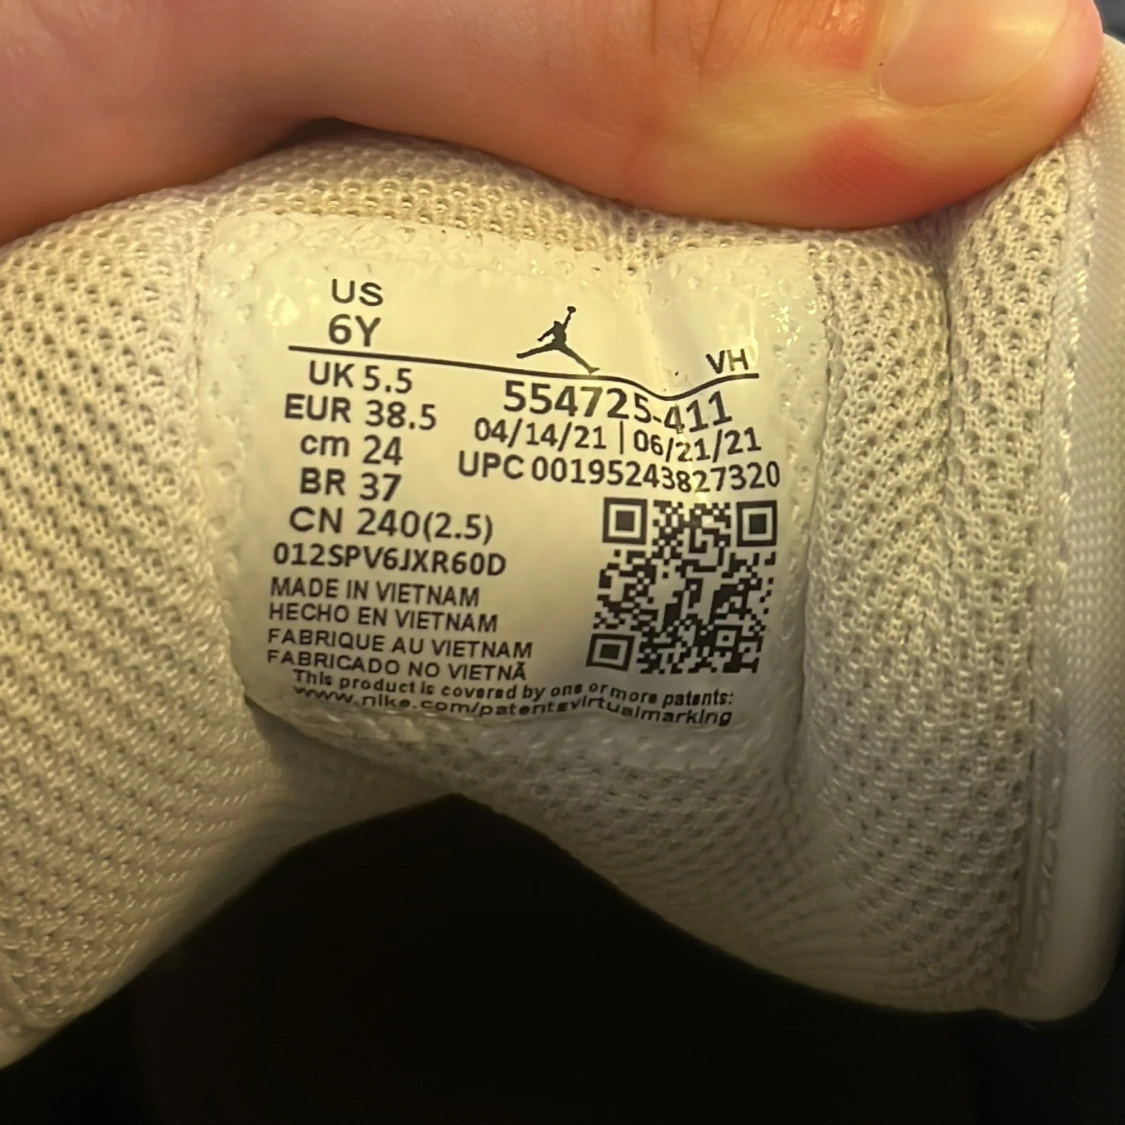 US
6Y
VH
UK 5.5
EUR 38.5
cm 24
BR 37
CN 240(2.5)
554725-411
04/14/21 | 06/21/21
UPC 00195243827320
012SPV6JXR60D
MADE IN VIETNAM
HECHO EN VIETNAM
FABRIQUE AU VIETNAM
FABRICADO NO VIETNÃ
This product is covered by one or more patents:
www.nike.com/patentsvirtualmarking